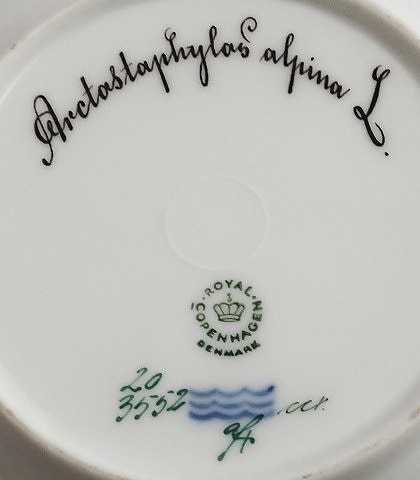 Arctostaphylos alpina L.
ROYAL COPENHAGEN
DENMARK
20
3552